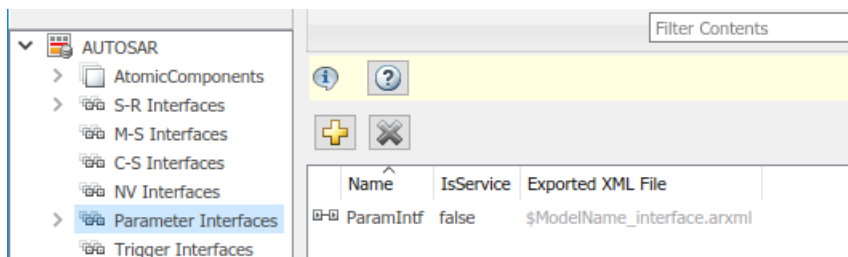 Filter Contents
AUTOSAR
AtomicComponents
S-R Interfaces
M-S Interfaces
C-S Interfaces
NV Interfaces
Parameter Interfaces
Trigger Interfaces
Name IsService Exported XML File
ParamIntf false $ModelName_interface.arxml